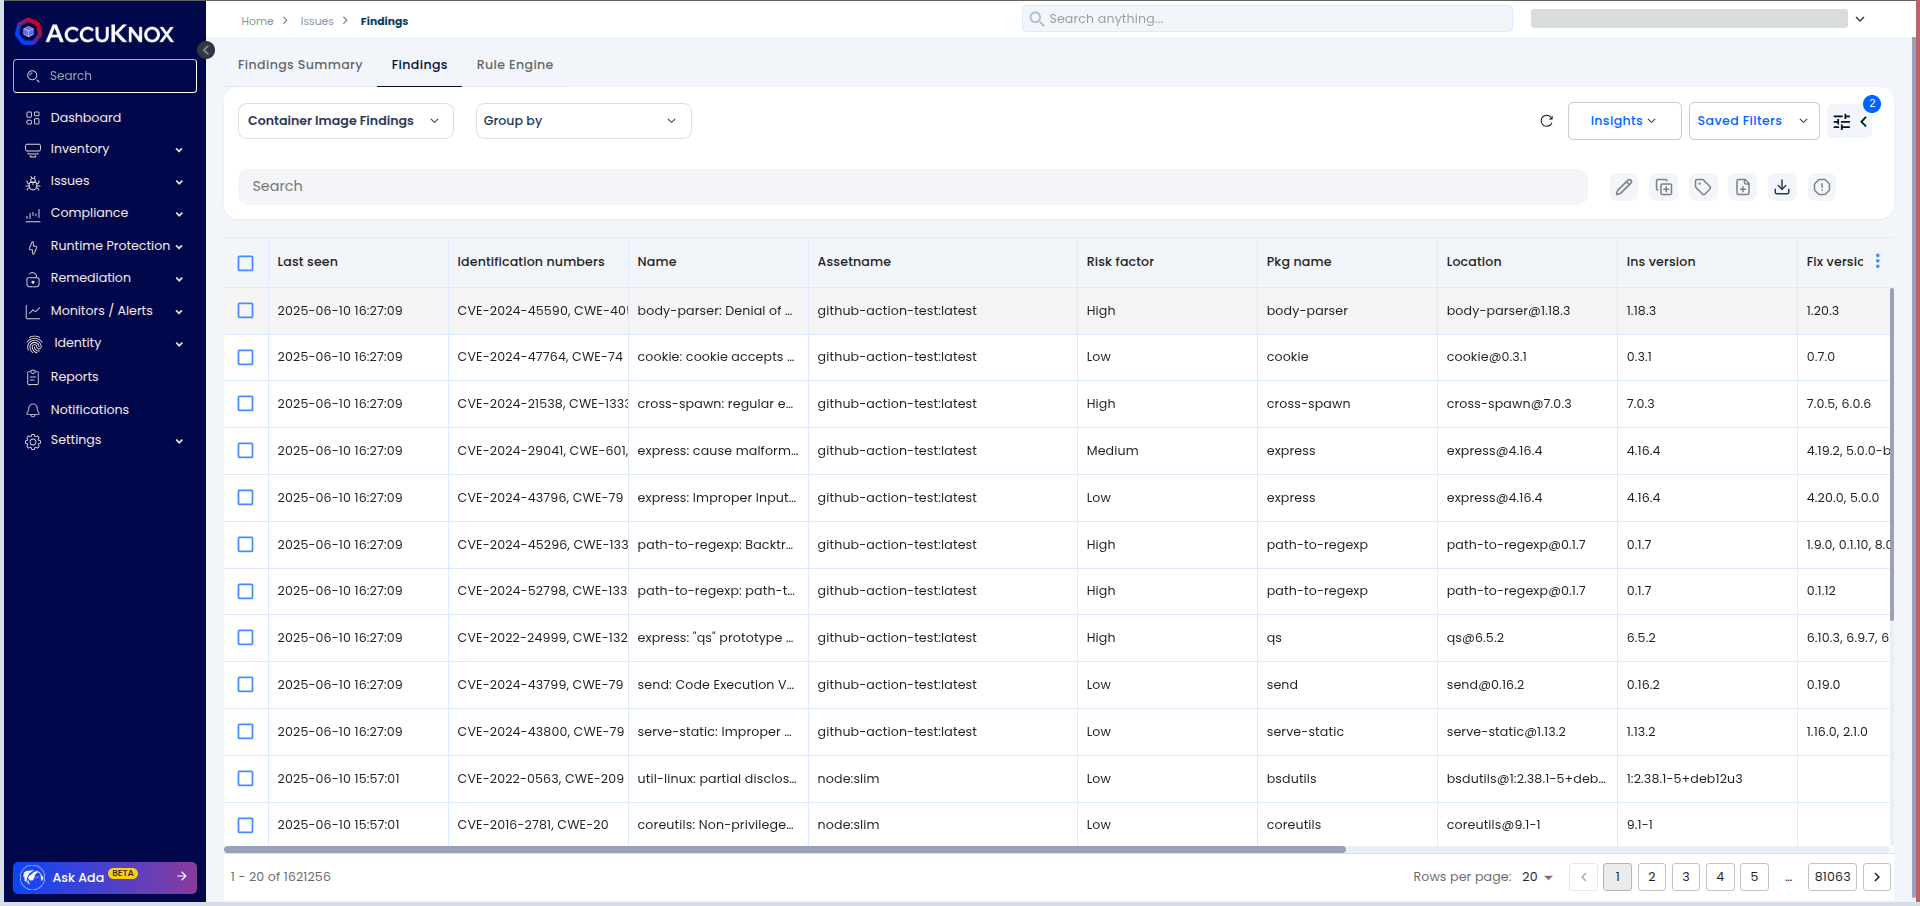 ACCUKNOX
Search
Dashboard
Inventory
Issues
Compliance
Runtime Protection
Remediation
Monitors / Alerts
Identity
Reports
Notifications
Settings
Ask Ada BETA
Home > Issues > Findings
Search anything...
Findings Summary Findings Rule Engine
Container Image Findings Group by Insights Saved Filters 2
Search
Last seen Identification numbers Name Assetname Risk factor Pkg name Location Ins version Fix versic
2025-06-10 16:27:09 CVE-2024-45590, CWE-40 body-parser: Denial of ... github-action-test:latest High body-parser body-parser@1.18.3 1.18.3 1.20.3
2025-06-10 16:27:09 CVE-2024-47764, CWE-74 cookie: cookie accepts ... github-action-test:latest Low cookie cookie@0.3.1 0.3.1 0.7.0
2025-06-10 16:27:09 CVE-2024-21538, CWE-1333 cross-spawn: regular e... github-action-test:latest High cross-spawn cross-spawn@7.0.3 7.0.3 7.0.5, 6.0.6
2025-06-10 16:27:09 CVE-2024-29041, CWE-601, express: cause malform... github-action-test:latest Medium express express@4.16.4 4.16.4 4.19.2, 5.0.0-b
2025-06-10 16:27:09 CVE-2024-43796, CWE-79 express: Improper Input... github-action-test:latest Low express express@4.16.4 4.16.4 4.20.0, 5.0.0
2025-06-10 16:27:09 CVE-2024-45296, CWE-133 path-to-regexp: Backtr... github-action-test:latest High path-to-regexp path-to-regexp@0.1.7 0.1.7 1.9.0, 0.1.10, 8.0
2025-06-10 16:27:09 CVE-2024-52798, CWE-133 path-to-regexp: path-t... github-action-test:latest High path-to-regexp path-to-regexp@0.1.7 0.1.7 0.1.12
2025-06-10 16:27:09 CVE-2022-24999, CWE-132 express: "qs" prototype ... github-action-test:latest High qs qs@6.5.2 6.5.2 6.10.3, 6.9.7, 6
2025-06-10 16:27:09 CVE-2024-43799, CWE-79 send: Code Execution V... github-action-test:latest Low send send@0.16.2 0.16.2 0.19.0
2025-06-10 16:27:09 CVE-2024-43800, CWE-79 serve-static: Improper ... github-action-test:latest Low serve-static serve-static@1.13.2 1.13.2 1.16.0, 2.1.0
2025-06-10 15:57:01 CVE-2022-0563, CWE-209 util-linux: partial disclos... node:slim Low bsdutils bsdutils@1:2.38.1-5+deb... 1:2.38.1-5+deb12u3
2025-06-10 15:57:01 CVE-2016-2781, CWE-20 coreutils: Non-privilege... node:slim Low coreutils coreutils@9.1-1 9.1-1
1 - 20 of 1621256 Rows per page: 20 < 1 2 3 4 5 ... 81063 >